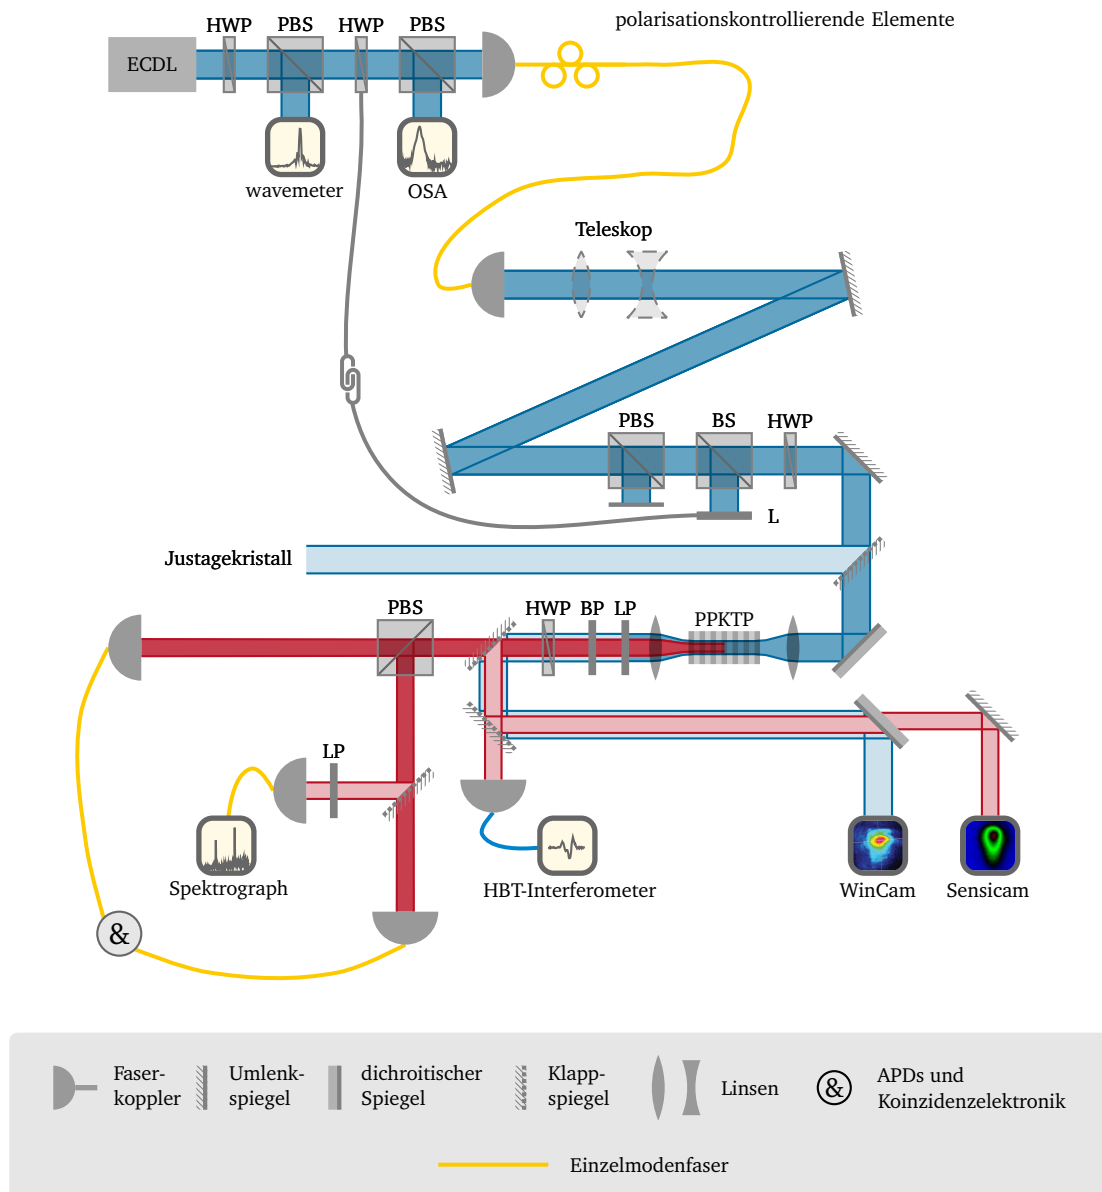 HWP PBS HWP PBS
polarisationskontrollierende Elemente
ECDL
wavemeter
OSA
Teleskop
PBS BS HWP
L
Justagekristall
PBS
HWP BP LP
PPKTP
LP
Spektrograph
HBT-Interferometer
WinCam
Sensicam
&
Faser-
koppler
Umlenk-
spiegel
dichroitischer
Spiegel
Klapp-
spiegel
Linsen
&
APDs und
Koinzidenzelektronik
Einzelmodenfaser